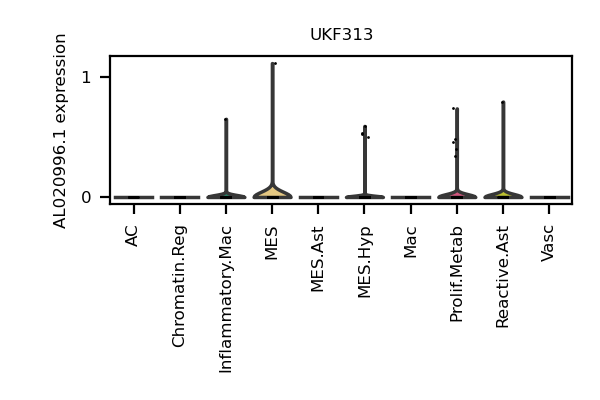 UKF313
AL020996.1 expression
1
0
AC
Chromatin.Reg
Inflammatory.Mac
MES
MES.Ast
MES.Hyp
Mac
Prolif.Metab
Reactive.Ast
Vasc